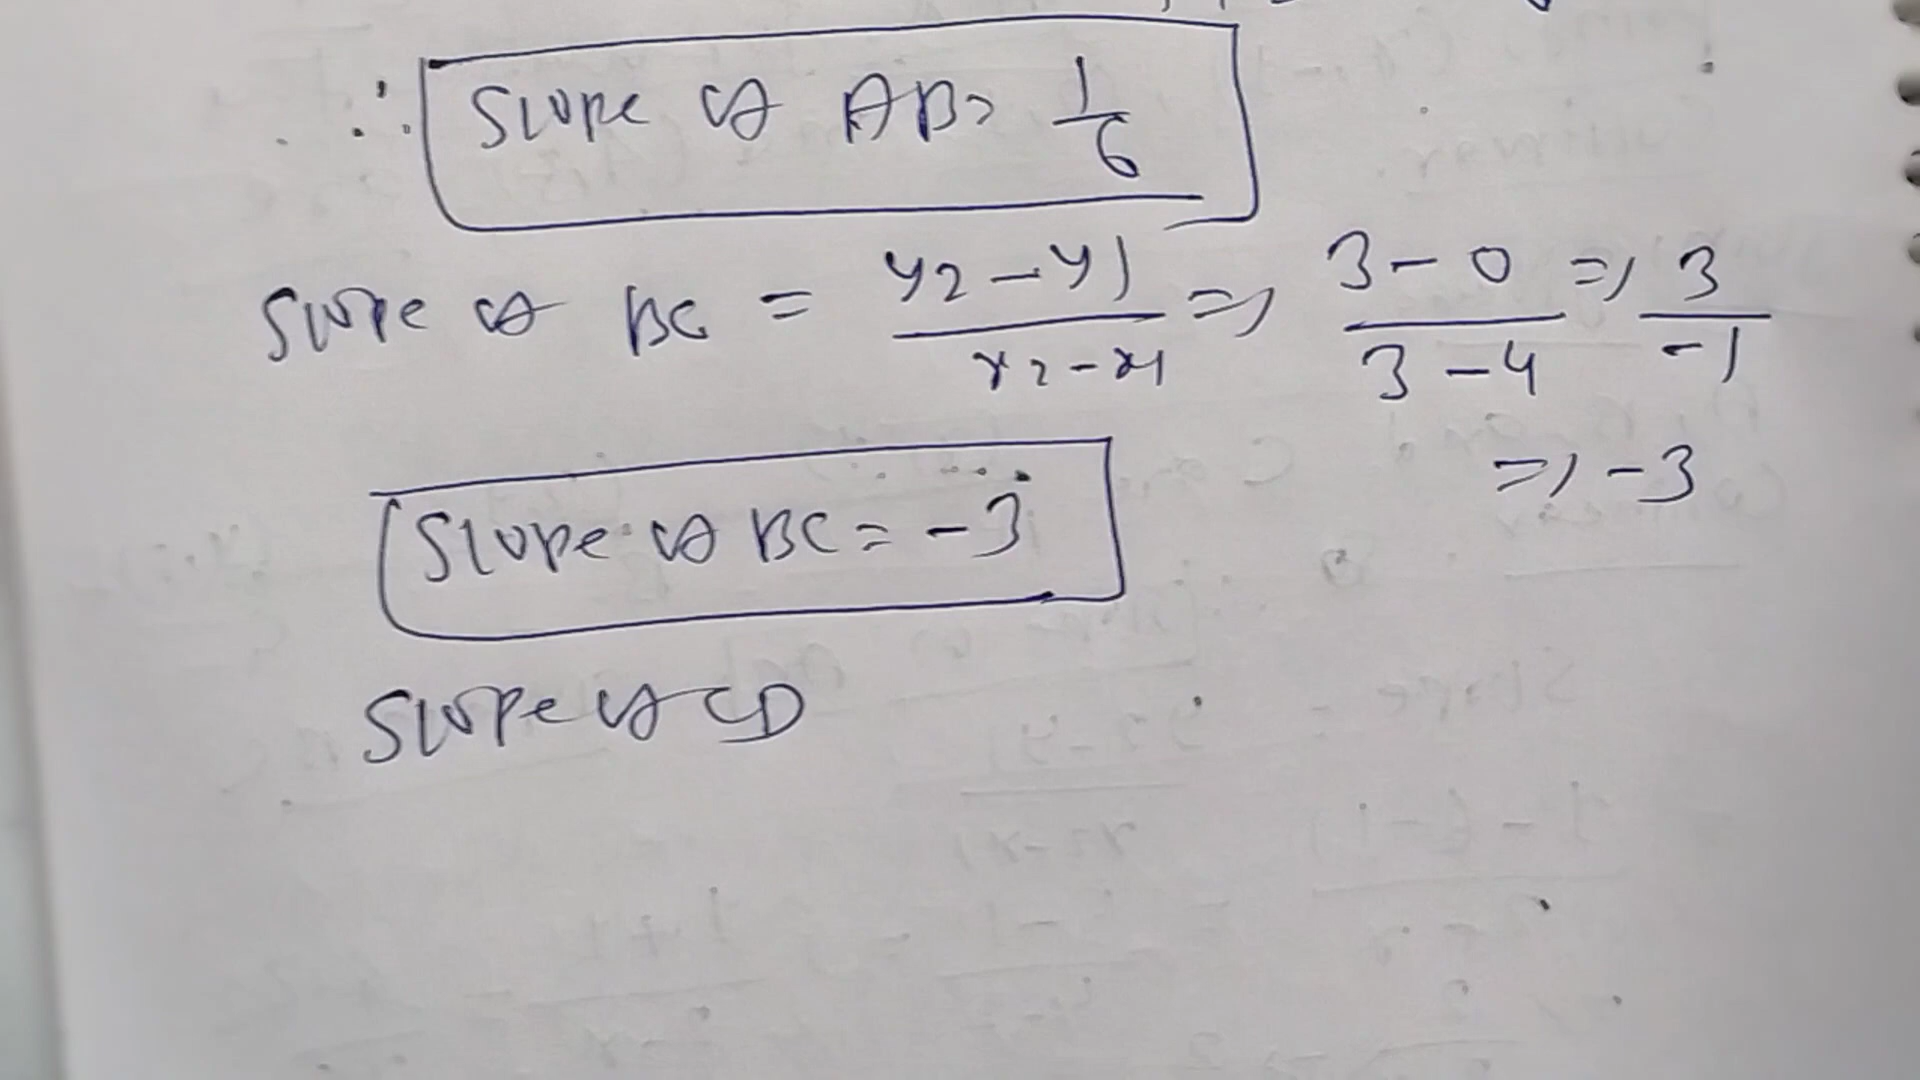 ∴ Slope of AB = 1/6
Slope of BC = y2-y1/x2-x1 => 3-0/3-4 => 3/-1
=> -3
Slope of BC = -3
Slope of CD